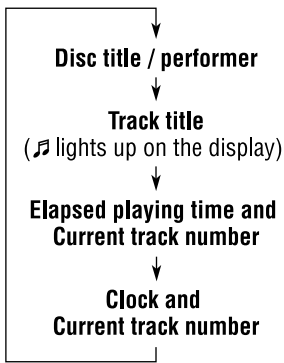 Disc title / performer
Track title
(♫ lights up on the display)
Elapsed playing time and
Current track number
Clock and
Current track number